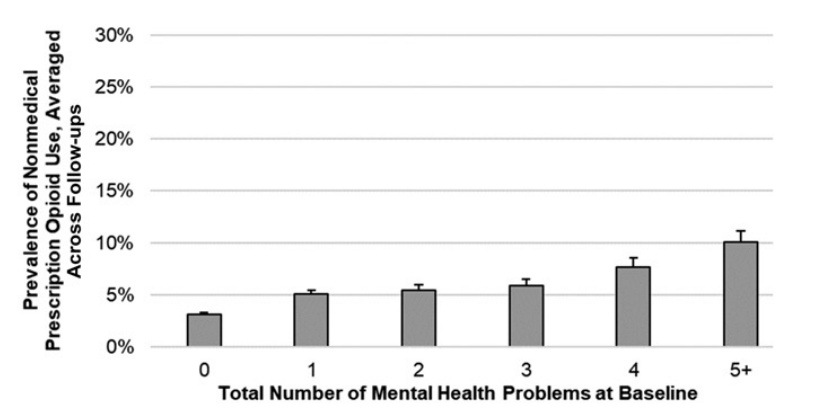 Prevalence of Nonmedical
Prescription Opioid Use, Averaged
Across Follow-ups
30%
25%
20%
15%
10%
5%
0%
0 1 2 3 4 5+
Total Number of Mental Health Problems at Baseline